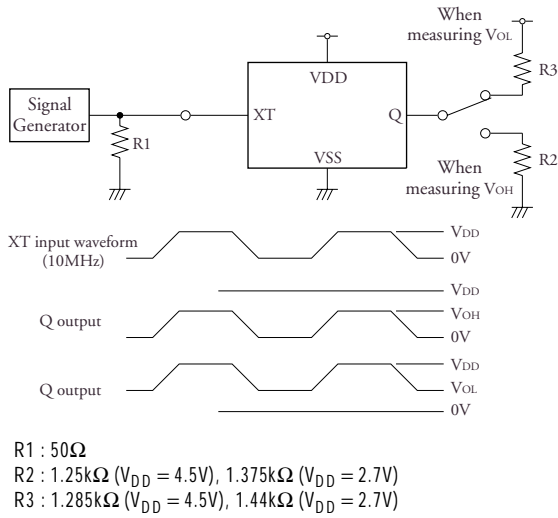 When
measuring VOL
R3
VDD
Signal
Generator
XT
Q
R1
VSS
When
measuring VOH
R2
XT input waveform
(10MHz)
VDD
0V
VDD
Q output
VOH
0V
Q output
VDD
VOL
0V
R1 : 50Ω
R2 : 1.25kΩ (VDD = 4.5V), 1.375kΩ (VDD = 2.7V)
R3 : 1.285kΩ (VDD = 4.5V), 1.44kΩ (VDD = 2.7V)